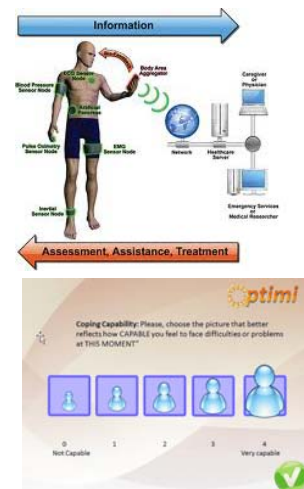 Information
ECG Sensor
Node
Body Area
Aggregator
Blood Pressure
Sensor Node
Caregiver
or
Physician
Artificial
Pancreas
Pulse Oximetry
Sensor Node
EMG
Sensor Node
Network
Healthcare
Server
Inertial
Sensor Node
Emergency Services
or
Medical Researcher
Assessment, Assistance, Treatment
ptimi
Coping Capability: Please, choose the picture that better
reflects how CAPABLE you feel to face difficulties or problems
at THIS MOMENT"
0 1 2 3 4
Not Capable Very capable